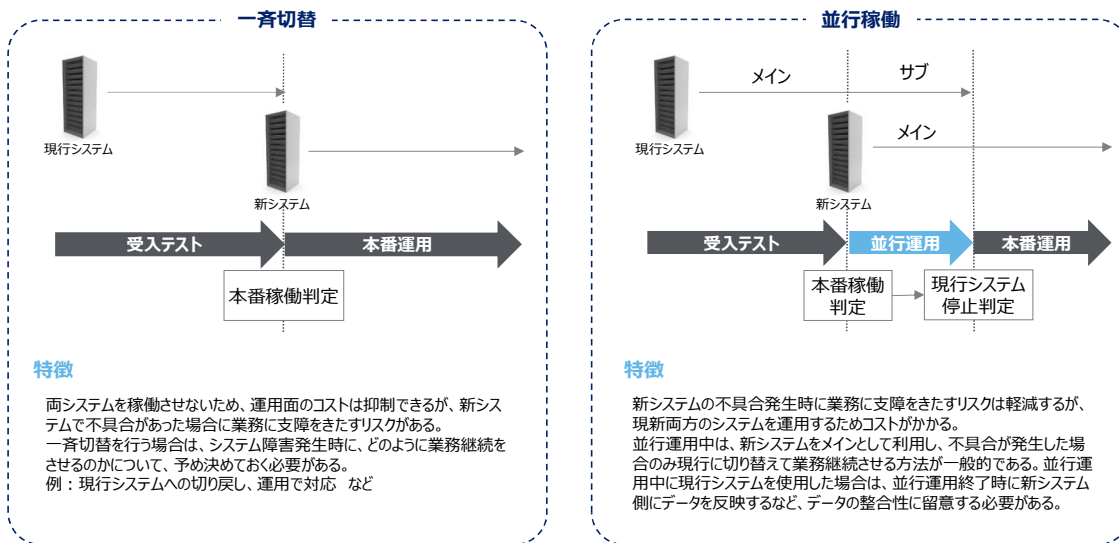 一斉切替
現行システム
新システム
受入テスト
本番運用
本番稼働判定
特徴
両システムを稼働させないため、運用面のコストは抑制できるが、新シス
テムで不具合があった場合に業務に支障をきたすリスクがある。
一斉切替を行う場合は、システム障害発生時に、どのように業務継続を
させるのかについて、予め決めておく必要がある。
例：現行システムへの切り戻し、運用で対応 など
並行稼働
メイン
サブ
現行システム
メイン
新システム
受入テスト
並行運用
本番運用
本番稼働
判定
現行システム
停止判定
特徴
新システムの不具合発生時に業務に支障をきたすリスクは軽減するが、
現新両方のシステムを運用するためコストがかかる。
並行運用中は、新システムをメインとして利用し、不具合が発生した場
合のみ現行に切り替えて業務継続させる方法が一般的である。並行運
用中に現行システムを使用した場合は、並行運用終了時に新システム
側にデータを反映するなど、データの整合性に留意する必要がある。